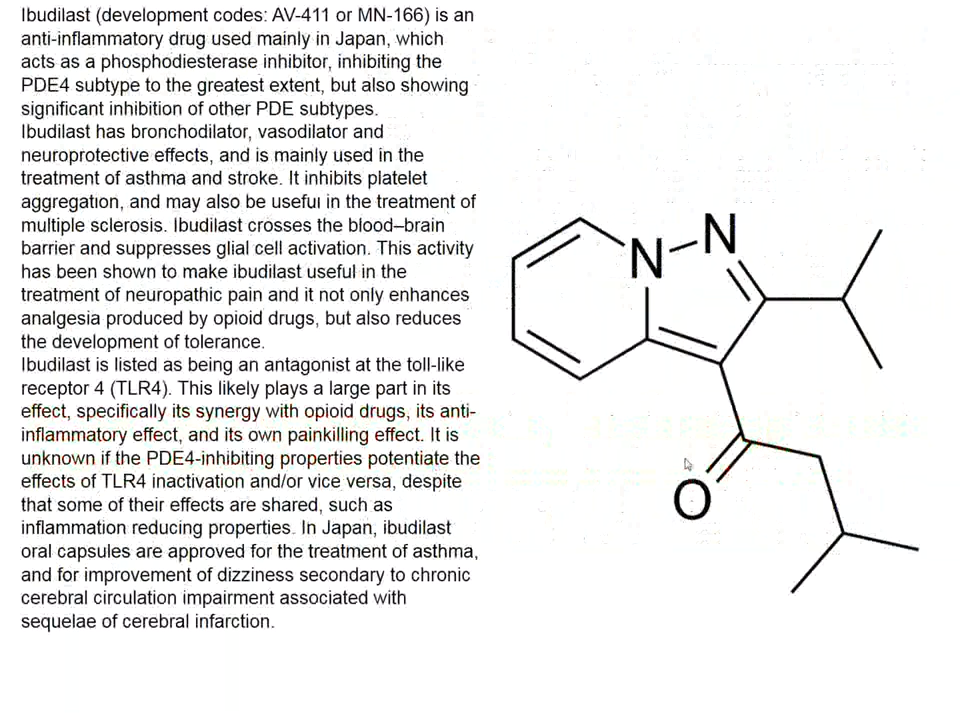 Ibudilast (development codes: AV-411 or MN-166) is an
anti-inflammatory drug used mainly in Japan, which
acts as a phosphodiesterase inhibitor, inhibiting the
PDE4 subtype to the greatest extent, but also showing
significant inhibition of other PDE subtypes.
Ibudilast has bronchodilator, vasodilator and
neuroprotective effects, and is mainly used in the
treatment of asthma and stroke. It inhibits platelet
aggregation, and may also be useful in the treatment of
multiple sclerosis. Ibudilast crosses the blood–brain
barrier and suppresses glial cell activation. This activity
has been shown to make ibudilast useful in the
treatment of neuropathic pain and it not only enhances
analgesia produced by opioid drugs, but also reduces
the development of tolerance.
Ibudilast is listed as being an antagonist at the toll-like
receptor 4 (TLR4). This likely plays a large part in its
effect, specifically its synergy with opioid drugs, its anti-
inflammatory effect, and its own painkilling effect. It is
unknown if the PDE4-inhibiting properties potentiate the
effects of TLR4 inactivation and/or vice versa, despite
that some of their effects are shared, such as
inflammation reducing properties. In Japan, ibudilast
oral capsules are approved for the treatment of asthma,
and for improvement of dizziness secondary to chronic
cerebral circulation impairment associated with
sequelae of cerebral infarction.
N N
O